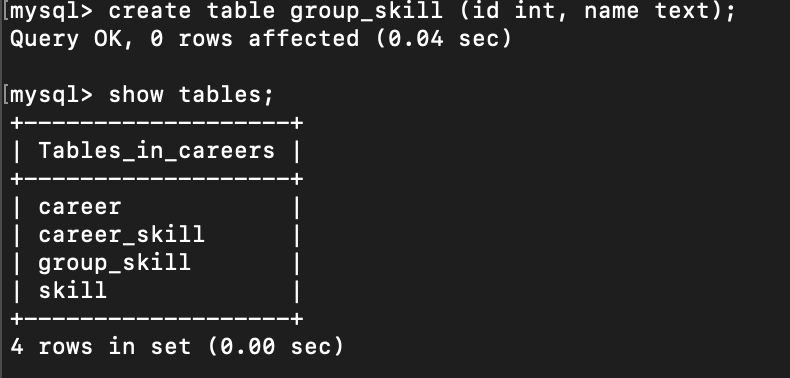 [mysql> create table group_skill (id int, name text);
Query OK, 0 rows affected (0.04 sec)
[mysql> show tables;
+-------------------+
| Tables_in_careers |
+-------------------+
| career            |
| career_skill      |
| group_skill       |
| skill             |
+-------------------+
4 rows in set (0.00 sec)